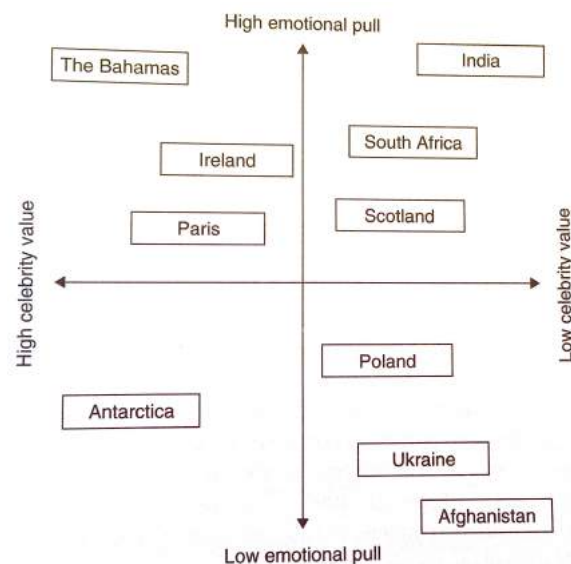 High emotional pull
The Bahamas
India
South Africa
Ireland
Scotland
Paris
High celebrity value
Low celebrity value
Poland
Antarctica
Ukraine
Afghanistan
Low emotional pull